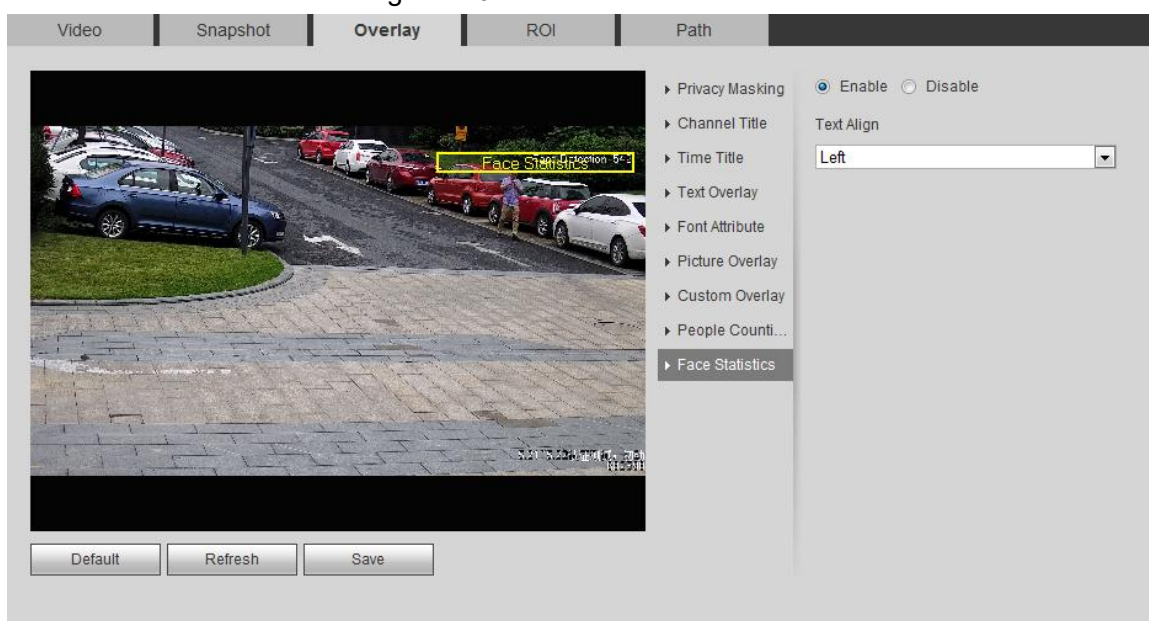 Video Snapshot Overlay ROI Path
Face Statistics
Privacy Masking
Channel Title
Time Title
Text Overlay
Font Attribute
Picture Overlay
Custom Overlay
People Counti...
Face Statistics
Enable Disable
Text Align
Left
Default Refresh Save